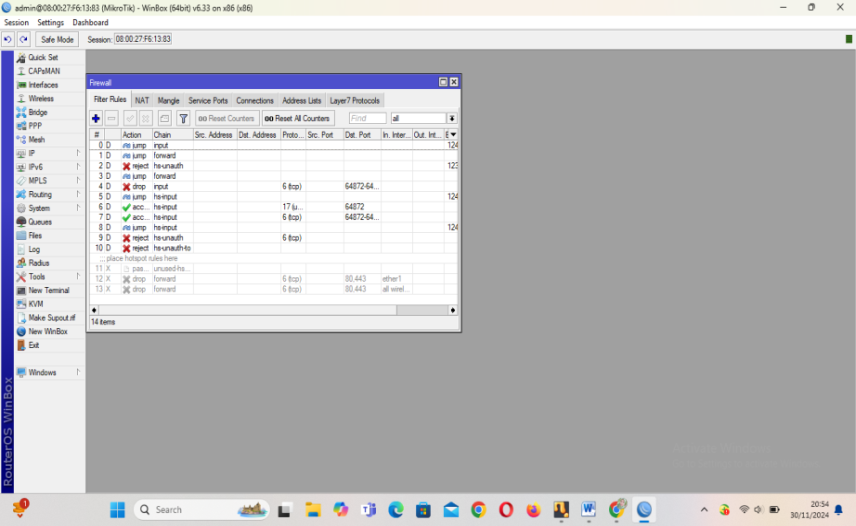 admin@08:00:27:F6:13:83 (MikroTik) - WinBox (64bit) v6.33 on x86 (x86)
Session Settings Dashboard
Safe Mode Session: 08:00:27:F6:13:83
Quick Set
CAPsMAN
Interfaces
Wireless
Bridge
PPP
Mesh
IP
IPv6
MPLS
Routing
System
Queues
Files
Log
Radius
Tools
New Terminal
KVM
Make Supout.rif
New WinBox
Exit
Windows
RouterOS WinBox
Firewall
Filter Rules NAT Mangle Service Ports Connections Address Lists Layer7 Protocols
00 Reset Counters 00 Reset All Counters Find all
# Action Chain Src. Address Dst. Address Proto... Src. Port Dst. Port In. Inter... Out. Int...
0 D jump input 124
1 D jump forward
2 D reject hs-unauth 123
3 D jump forward
4 D drop input 6 (tcp) 64872-64...
5 D jump hs-input 124
6 D acc... hs-input 17 (u... 64872
7 D acc... hs-input 6 (tcp) 64872-64...
8 D jump hs-input 124
9 D reject hs-unauth 6 (tcp)
10 D reject hs-unauth-to
;;; place hotspot rules here
11 X pas... unused-hs...
12 X drop forward 6 (tcp) 80,443 ether1
13 X drop forward 6 (tcp) 80,443 all wirel...
14 items
1 Search
20:54
30/11/2024